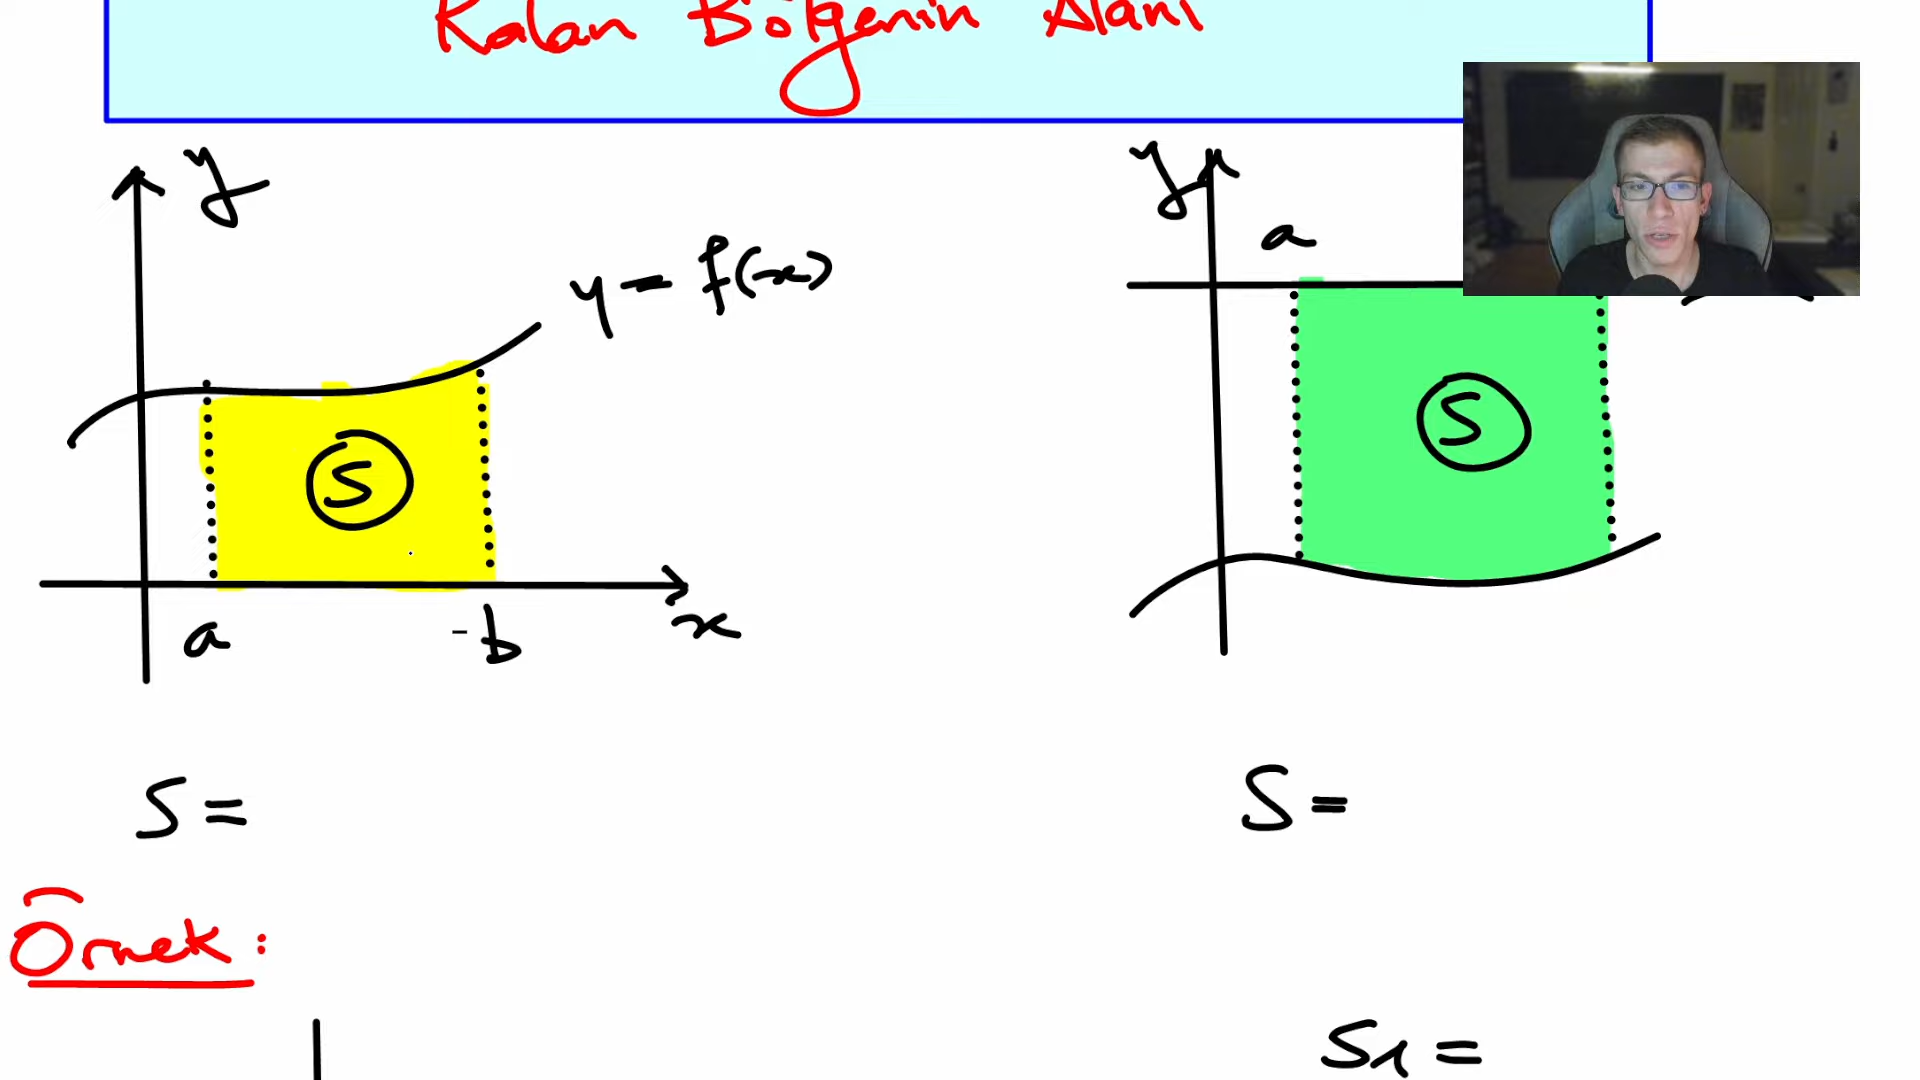 Kalan Bölgenin Alanı
y
y = f(x)
S
a
b
x
y
a
S
S =
S =
Örnek :
S₁ =